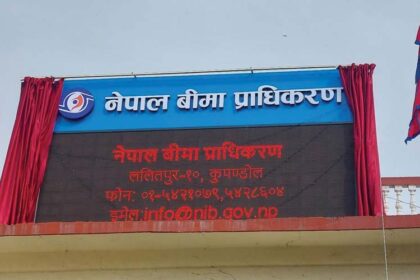 नेपाल बीमा प्राधिकरण
नेपाल बीमा प्राधिकरण
ललितपुर-१०, कुपण्डोल
फोन: ०१-५४२१०७९,५४२८६०४
इमेल:info@nib.gov.np